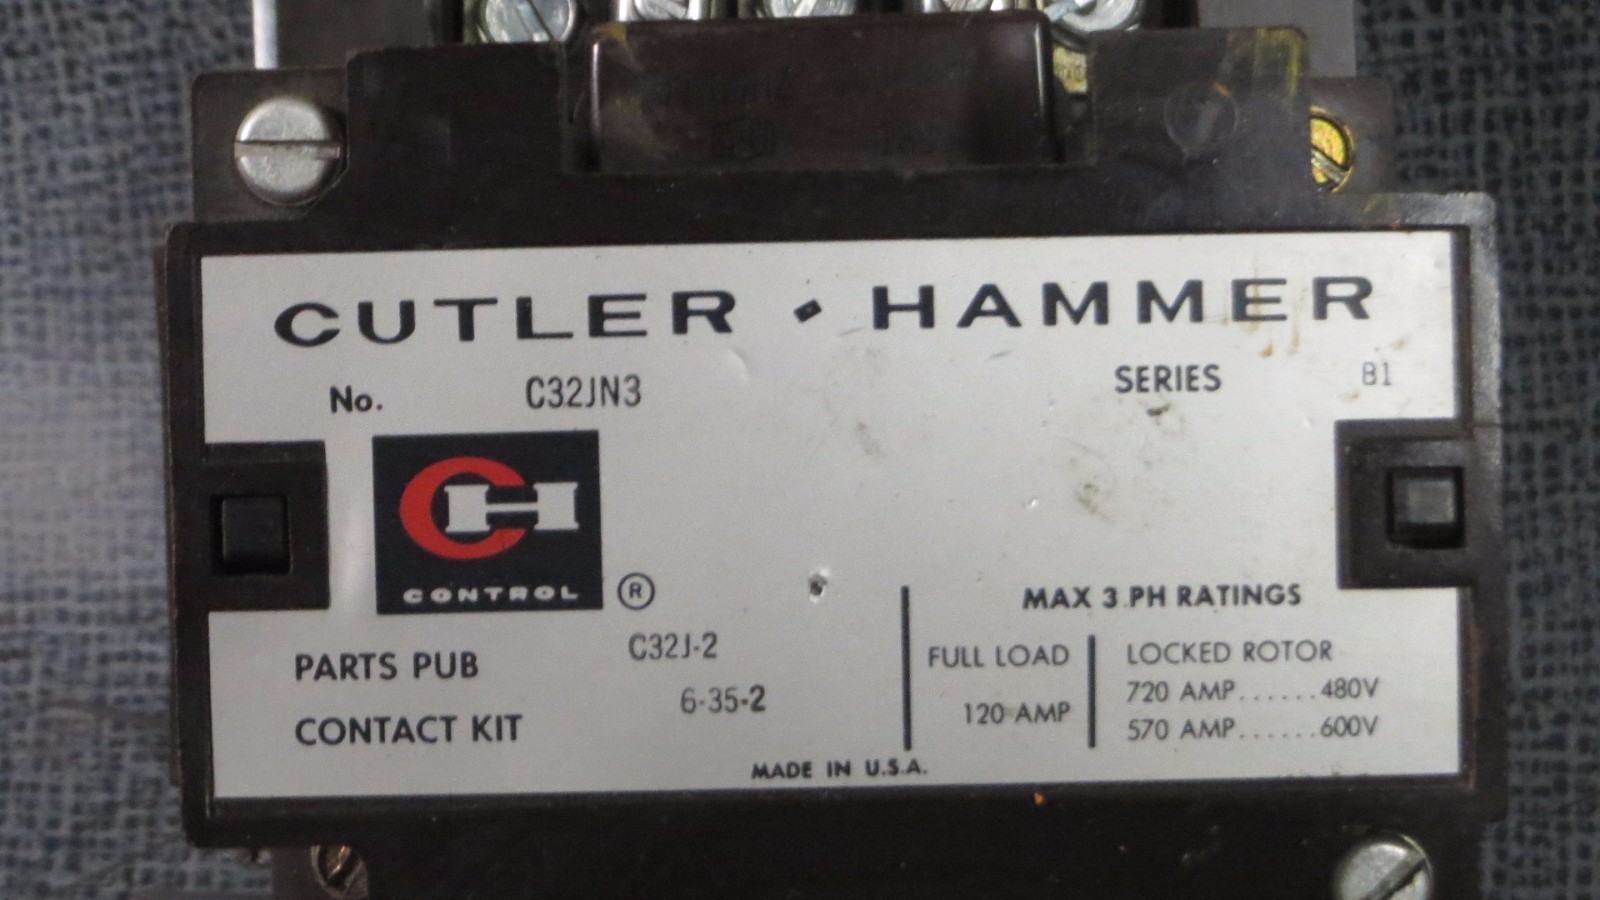 CUTLER • HAMMER
No. C32JN3 SERIES B1
CH
CONTROL ®
PARTS PUB C32J-2
CONTACT KIT 6-35-2
MAX 3 PH RATINGS
FULL LOAD LOCKED ROTOR
120 AMP 720 AMP......480V
570 AMP......600V
MADE IN U.S.A.